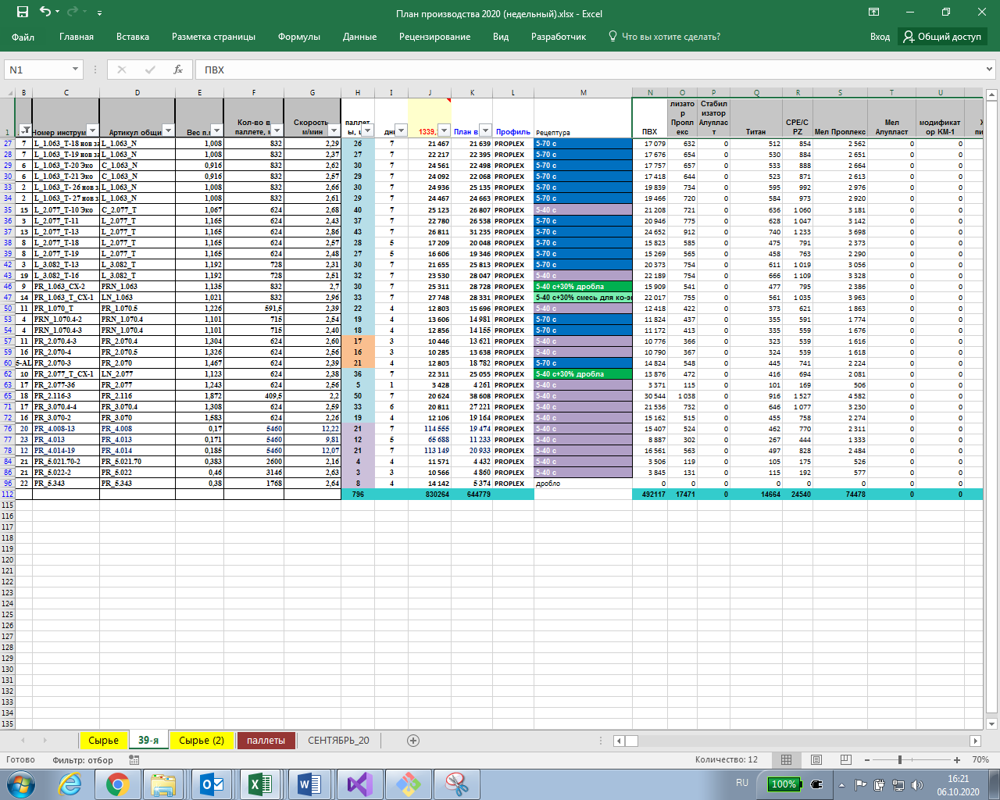 План производства 2020 (недельный).xlsx - Excel
Файл Главная Вставка Разметка страницы Формулы Данные Рецензирование Вид Разработчик Что вы хотите сделать? Вход Общий доступ
N1 fx ПВХ
B C D E F G H I J K L M N O P Q R S T U
1 Номер инструм Артикул общи Вес п. Кол-во в паллете, Скорость м/мин паллет ы, дн 1339, План в Профиль Рецептура ПВХ лизато р Пропл екс Стабил изатор Алуплас т Титан CPE/C PZ Мел Проплекс Мел Алупласт модификат ор КМ-1
27 7 L_1.063_T-18 нов за L_1.063_N 1,008 832 2,29 26 7 21 467 21 639 PROPLEX 5-70 с 17 079 632 0 512 854 2 562 0 0
28 7 L_1.063_T-19 нов за L_1.063_N 1,008 832 2,37 27 7 22 217 22 395 PROPLEX 5-70 с 17 676 654 0 530 884 2 651 0 0
29 6 L_1.063_T-20 Эко C_1.063_N 0,916 832 2,62 30 7 24 561 22 498 PROPLEX 5-70 с 17 757 657 0 533 888 2 664 0 0
30 6 L_1.063_T-21 Эко C_1.063_N 0,916 832 2,57 29 7 24 092 22 068 PROPLEX 5-70 с 17 418 644 0 523 871 2 613 0 0
33 2 L_1.063_T- 26 нов з L_1.063_N 1,008 832 2,66 30 7 24 936 25 135 PROPLEX 5-70 с 19 839 734 0 595 992 2 976 0 0
34 2 L_1.063_T- 27 нов з L_1.063_N 1,008 832 2,61 29 7 24 467 24 663 PROPLEX 5-70 с 19 466 720 0 584 973 2 920 0 0
35 15 L_2.077_T-10 Эко C_2.077_T 1,067 624 2,68 40 7 25 123 26 807 PROPLEX 5-40 с 21 208 721 0 636 1 060 3 181 0 0
36 3 L_2.077_T-11 L_2.077_T 1,165 624 2,43 37 7 22 780 26 538 PROPLEX 5-70 с 20 946 775 0 628 1 047 3 142 0 0
37 13 L_2.077_T-13 L_2.077_T 1,165 624 2,86 43 7 26 811 31 235 PROPLEX 5-70 с 24 652 912 0 740 1 233 3 698 0 0
38 8 L_2.077_T-18 L_2.077_T 1,165 624 2,57 28 5 17 209 20 048 PROPLEX 5-70 с 15 823 585 0 475 791 2 373 0 0
39 8 L_2.077_T-19 L_2.077_T 1,165 624 2,48 27 5 16 606 19 346 PROPLEX 5-70 с 15 269 565 0 458 763 2 290 0 0
42 3 L_3.082_T-13 L_3.082_T 1,192 728 2,31 30 7 21 655 25 813 PROPLEX 5-70 с 20 373 754 0 611 1 019 3 056 0 0
43 19 L_3.082_T-16 L_3.082_T 1,192 728 2,51 32 7 23 530 28 047 PROPLEX 5-40 с 22 189 754 0 666 1 109 3 328 0 0
46 9 PR_1.063_CX-2 PRN_1.063 1,135 832 2,7 30 7 25 311 28 728 PROPLEX 5-40 с+30% дробла 15 909 541 0 477 795 2 386 0 0
47 14 PR_1.063_T_CX-1 LN_1.063 1,021 832 2,96 33 7 27 748 28 331 PROPLEX 5-40 с+30% смесь для ко-э 22 017 755 0 561 1 035 3 963 0 0
50 11 PR_1.070_T PR_1.070.5 1,226 591,5 2,39 22 4 12 803 15 696 PROPLEX 5-40 с 12 418 422 0 373 621 1 863 0 0
53 4 PRN_1.070.4-2 PRN_1.070.4 1,101 715 2,54 19 4 13 606 14 981 PROPLEX 5-70 с 11 824 437 0 355 591 1 774 0 0
54 4 PRN_1.070.4-3 PRN_1.070.4 1,101 715 2,40 18 4 12 856 14 155 PROPLEX 5-70 с 11 172 413 0 335 559 1 676 0 0
57 11 PR_2.070.4-3 PR_2.070.4 1,304 624 2,60 17 3 10 446 13 621 PROPLEX 5-40 с 10 776 366 0 323 539 1 616 0 0
59 16 PR_2.070-4 PR_2.070.5 1,326 624 2,56 16 3 10 285 13 638 PROPLEX 5-40 с 10 790 367 0 324 539 1 618 0 0
60 5-AL PR_2.070-3 PR_2.070 1,467 624 2,39 21 4 12 803 18 782 PROPLEX 5-70 с 14 824 548 0 445 741 2 224 0 0
62 10 PR_2.077_T_CX-1 LN_2.077 1,123 624 2,38 36 7 22 311 25 055 PROPLEX 5-40 с+30% дробла 13 876 472 0 416 694 2 081 0 0
63 17 PR_2.077-36 PR_2.077 1,243 624 2,56 5 1 3 428 4 261 PROPLEX 5-40 с 3 371 115 0 101 169 506 0 0
65 18 PR_2.116-3 PR_2.116 1,872 409,5 2,2 50 7 20 624 38 608 PROPLEX 5-40 с 30 544 1 038 0 916 1 527 4 582 0 0
71 17 PR_3.070.4-4 PR_3.070.4 1,308 624 2,59 33 6 20 811 27 221 PROPLEX 5-40 с 21 536 732 0 646 1 077 3 230 0 0
72 16 PR_3.070-2 PR_3.070 1,583 624 2,26 19 4 12 106 19 164 PROPLEX 5-40 с 15 162 515 0 455 758 2 274 0 0
76 20 PR_4.008-13 PR_4.008 0,17 5460 12,22 21 7 114 555 19 474 PROPLEX 5-40 с 15 407 524 0 462 770 2 311 0 0
77 23 PR_4.013 PR_4.013 0,171 5460 9,81 12 5 65 688 11 233 PROPLEX 5-40 с 8 887 302 0 267 444 1 333 0 0
78 12 PR_4.014-19 PR_4.014 0,185 5460 12,07 21 7 113 149 20 933 PROPLEX 5-40 с 16 561 563 0 497 828 2 484 0 0
84 21 PR_5.021.70-2 PR_5.021.70 0,383 2600 2,16 4 4 11 571 4 432 PROPLEX 5-40 с 3 506 119 0 105 175 526 0 0
86 21 PR_5.022-2 PR_5.022 0,46 3146 2,63 3 3 10 566 4 860 PROPLEX 5-40 с 3 845 131 0 115 192 577 0 0
96 22 PR_5.343 PR_5.343 0,38 1768 2,64 8 4 14 142 5 374 PROPLEX дробло 0 0 0 0 0 0 0 0
112 796 830264 644779 492117 17471 0 14664 24540 74478 0 0
115
116
117
118
119
120
121
122
123
124
125
126
127
128
129
130
131
132
133
134
135
Сырье 39-я Сырье (2) паллеты СЕНТЯБРЬ_20
Готово Фильтр: отбор Количество: 12 70%
RU 100% 16:21
06.10.2020